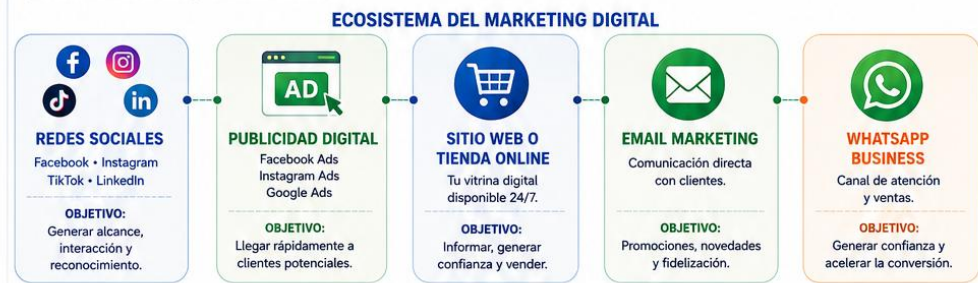 ECOSISTEMA DEL MARKETING DIGITAL
REDES SOCIALES
Facebook • Instagram
TikTok • LinkedIn
OBJETIVO:
Generar alcance,
interacción y
reconocimiento.
AD
PUBLICIDAD DIGITAL
Facebook Ads
Instagram Ads
Google Ads
OBJETIVO:
Llegar rápidamente a
clientes potenciales.
SITIO WEB O
TIENDA ONLINE
Tu vitrina digital
disponible 24/7.
OBJETIVO:
Informar, generar
confianza y vender.
EMAIL MARKETING
Comunicación directa
con clientes.
OBJETIVO:
Promociones, novedades
y fidelización.
WHATSAPP
BUSINESS
Canal de atención
y ventas.
OBJETIVO:
Generar confianza y
acelerar la conversión.